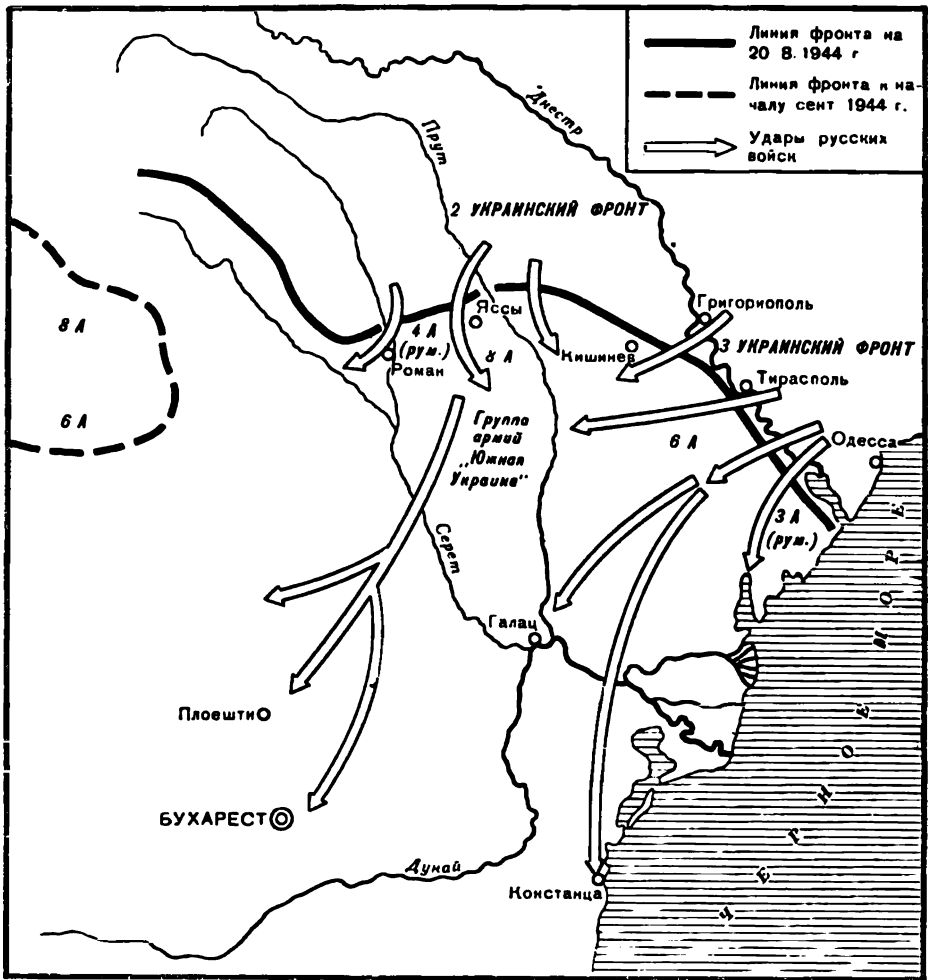 Линия фронта на
20 8.1944 г
Линия фронта к на-
чалу сент 1944 г.
Удары русских
войск
Днестр
Прут
2 УКРАИНСКИЙ ФРОНТ
Григориополь
8 А
4 А
(рум.)
Яссы
8 А
Кишинев
3 УКРАИНСКИЙ ФРОНТ
Роман
Тирасполь
6 А
Группа
армий
„Южная
Украина"
6 А
Одесса
3 А
(рум.)
Серет
Галац
Плоешти
БУХАРЕСТ
Дунай
Констанца
ЧЕРНОЕ МОРЕ